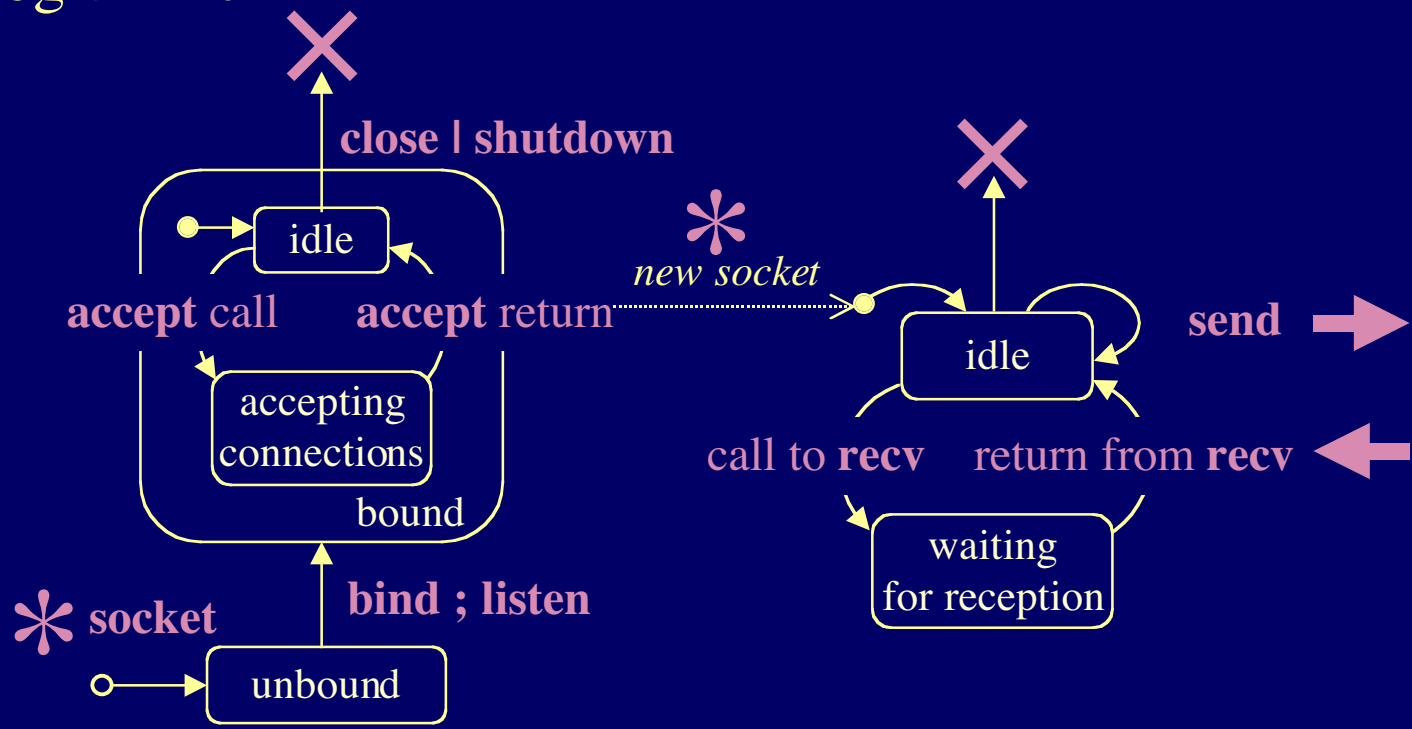 close | shutdown
idle
new socket
accept call
accept return
send
idle
accepting
connections
call to recv
return from recv
bound
waiting
for reception
bind ; listen
socket
unbound